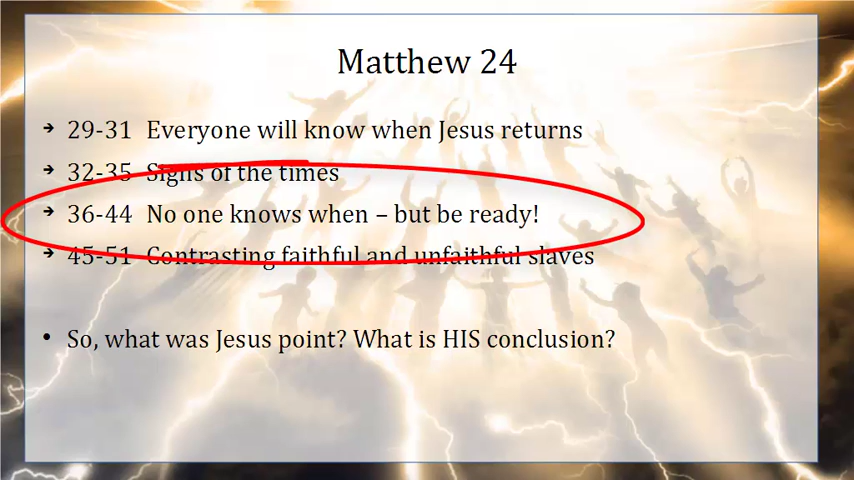 Matthew 24
→ 29-31 Everyone will know when Jesus returns
→ 32-35 Signs of the times
→ 36-44 No one knows when – but be ready!
→ 45-51 Contrasting faithful and unfaithful slaves
• So, what was Jesus point? What is HIS conclusion?